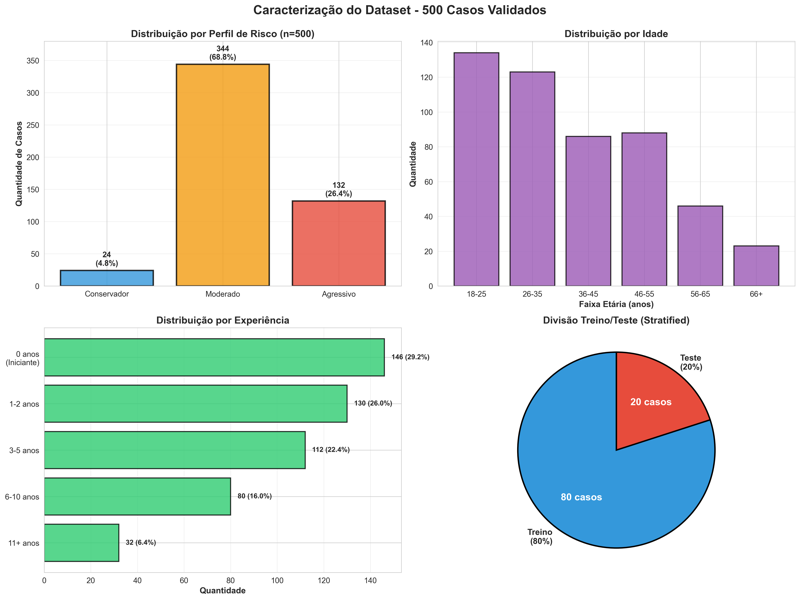 Caracterização do Dataset - 500 Casos Validados
Distribuição por Perfil de Risco (n=500)
Quantidade de Casos
350
300
250
200
150
100
50
0
24
(4.8%)
344
(68.8%)
132
(26.4%)
Conservador
Moderado
Agressivo
Distribuição por Idade
Quantidade
140
120
100
80
60
40
20
0
18-25
26-35
36-45
46-55
56-65
66+
Faixa Etária (anos)
Distribuição por Experiência
0 anos
(Iniciante)
146 (29.2%)
1-2 anos
130 (26.0%)
3-5 anos
112 (22.4%)
6-10 anos
80 (16.0%)
11+ anos
32 (6.4%)
0
20
40
60
80
100
120
140
Quantidade
Divisão Treino/Teste (Stratified)
Teste
(20%)
20 casos
80 casos
Treino
(80%)